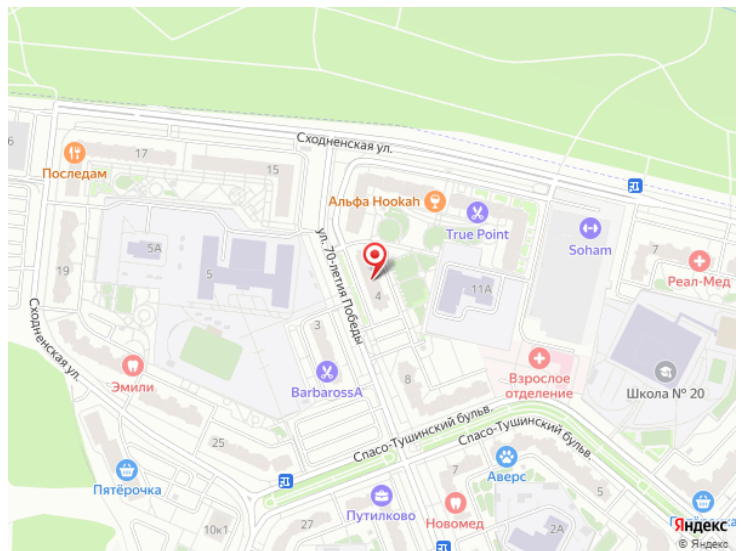 Сходненская ул.
6
17
15
Последам
Альфа Hookah
True Point
Soham
7
Реал-Мед
5А
5
19
ул. 70-летия Победы
11А
4
Сходненская ул.
3
Эмили
BarbarossA
8
Взрослое
отделение
Школа № 20
Спасо-Тушинский бульв.
Спасо-Тушинский бульв.
25
Пятёрочка
7
Аверс
5
Путилково
Новомед
10к1
27
2А
Яндекс
© Яндекс